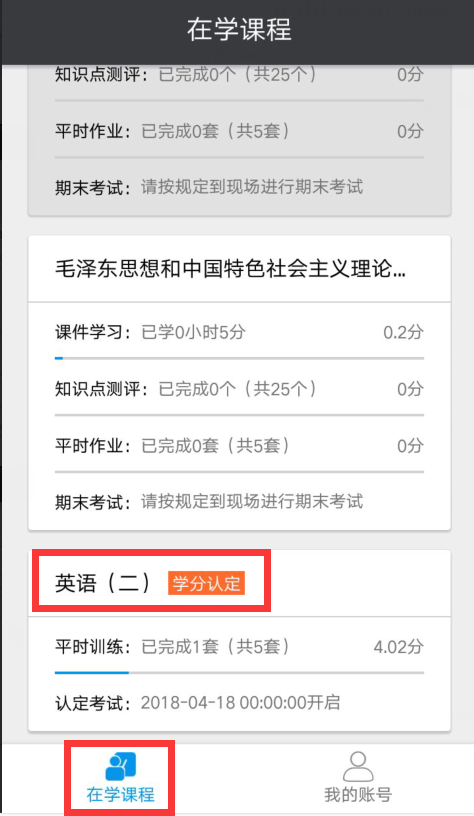 在学课程
知识点测评：已完成0个（共25个） 0分
平时作业：已完成0套（共5套） 0分
期末考试：请按规定到现场进行期末考试
毛泽东思想和中国特色社会主义理论...
课件学习：已学0小时5分 0.2分
知识点测评：已完成0个（共25个） 0分
平时作业：已完成0套（共5套） 0分
期末考试：请按规定到现场进行期末考试
英语（二） 学分认定
平时训练：已完成1套（共5套） 4.02分
认定考试：2018-04-18 00:00:00开启
在学课程 我的账号